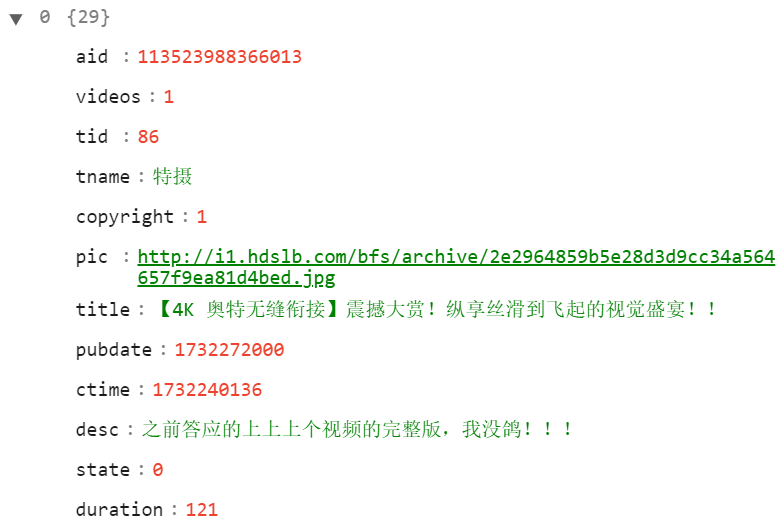 ▼ 0 {29}
aid : 113523988366013
videos : 1
tid : 86
tname : 特摄
copyright : 1
pic : http://i1.hdslb.com/bfs/archive/2e2964859b5e28d3d9cc34a564
657f9ea81d4bed.jpg
title : 【4K 奥特无缝衔接】震撼大赏！纵享丝滑到飞起的视觉盛宴！！
pubdate : 1732272000
ctime : 1732240136
desc : 之前答应的上上上个视频的完整版，我没鸽！！！
state : 0
duration : 121